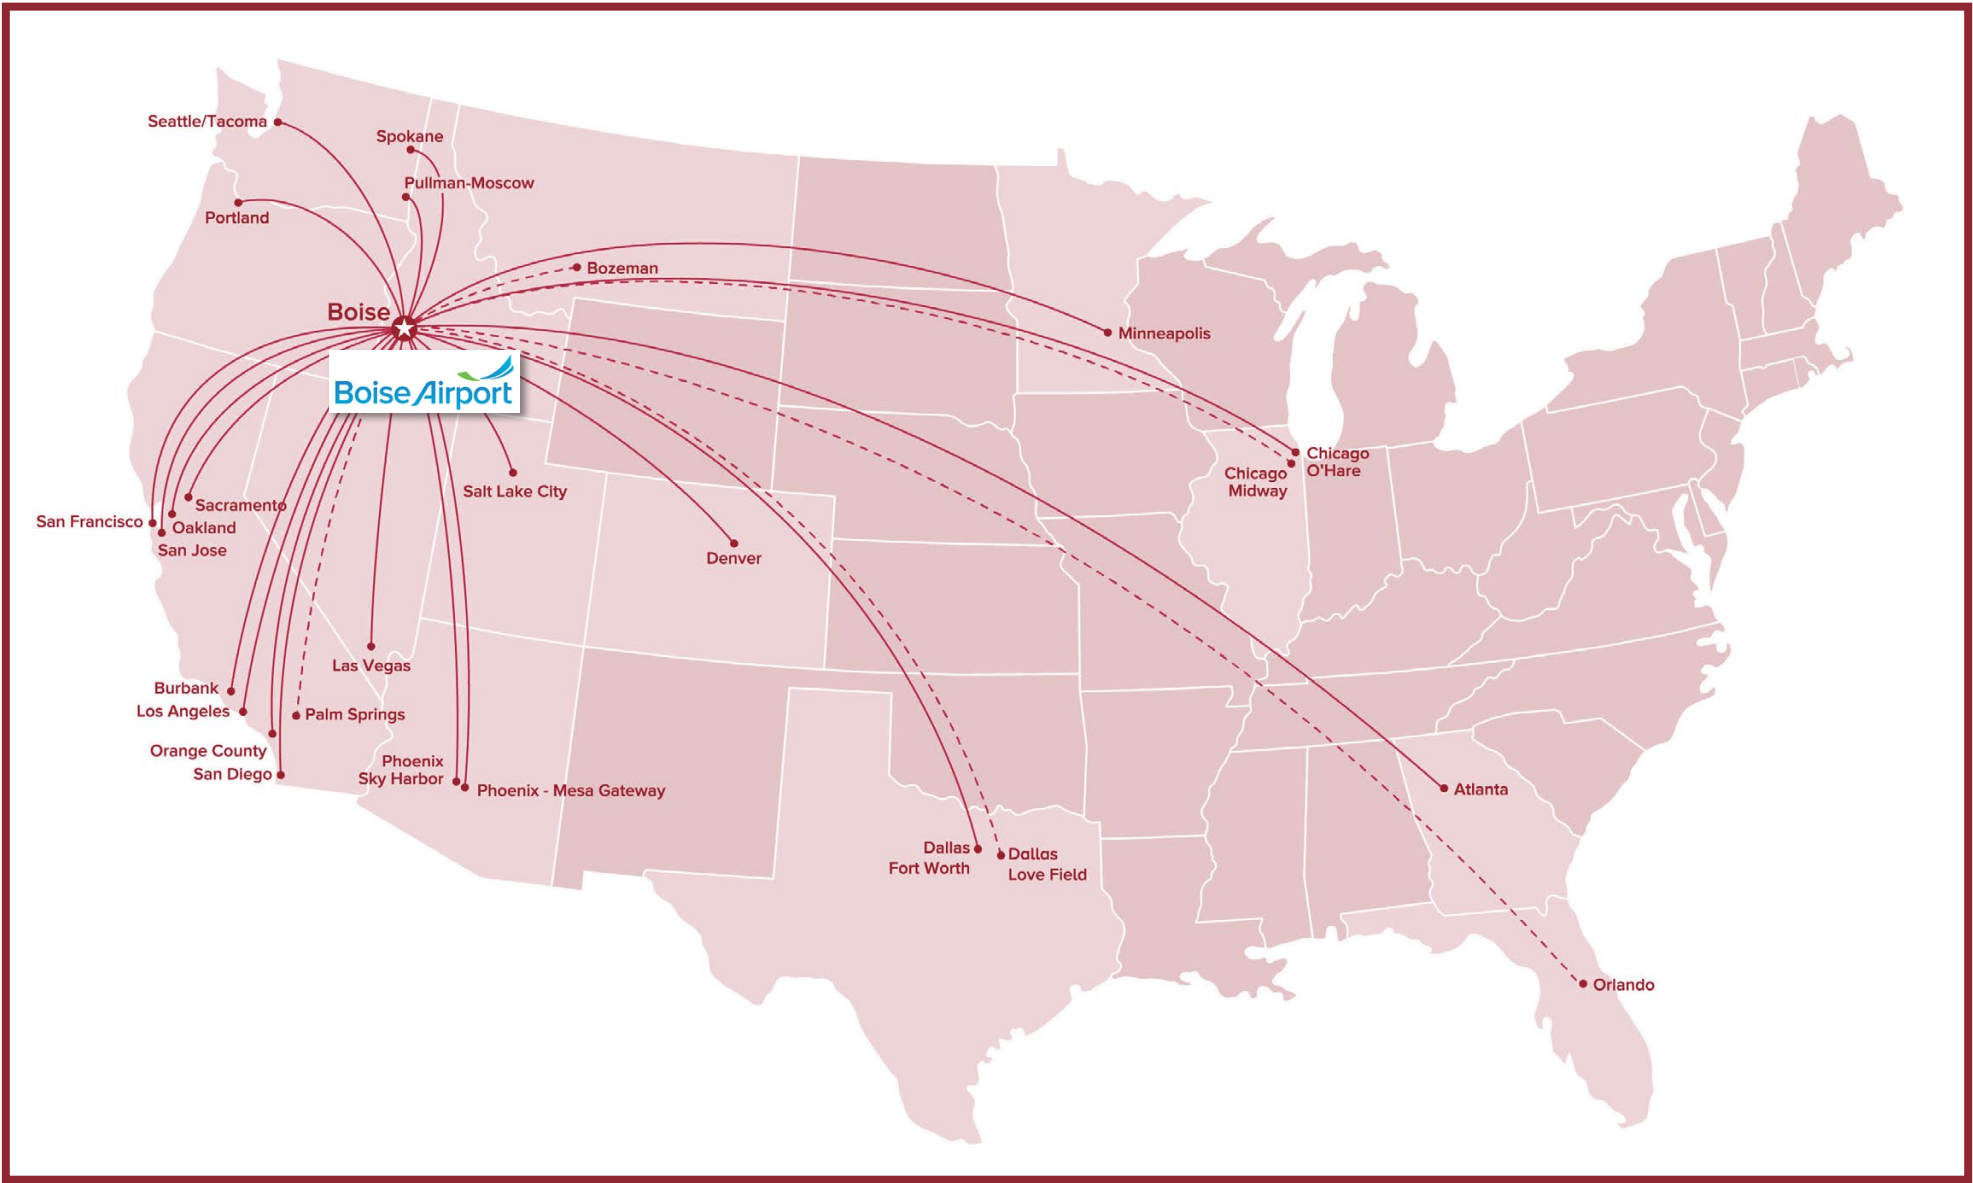 Seattle/Tacoma
Spokane
Pullman-Moscow
Portland
Bozeman
Boise
Minneapolis
Boise Airport
Chicago
O'Hare
Chicago
Midway
Salt Lake City
Sacramento
San Francisco
Oakland
San Jose
Denver
Las Vegas
Burbank
Los Angeles
Palm Springs
Orange County
San Diego
Phoenix
Sky Harbor
Phoenix - Mesa Gateway
Atlanta
Dallas
Fort Worth
Dallas
Love Field
Orlando